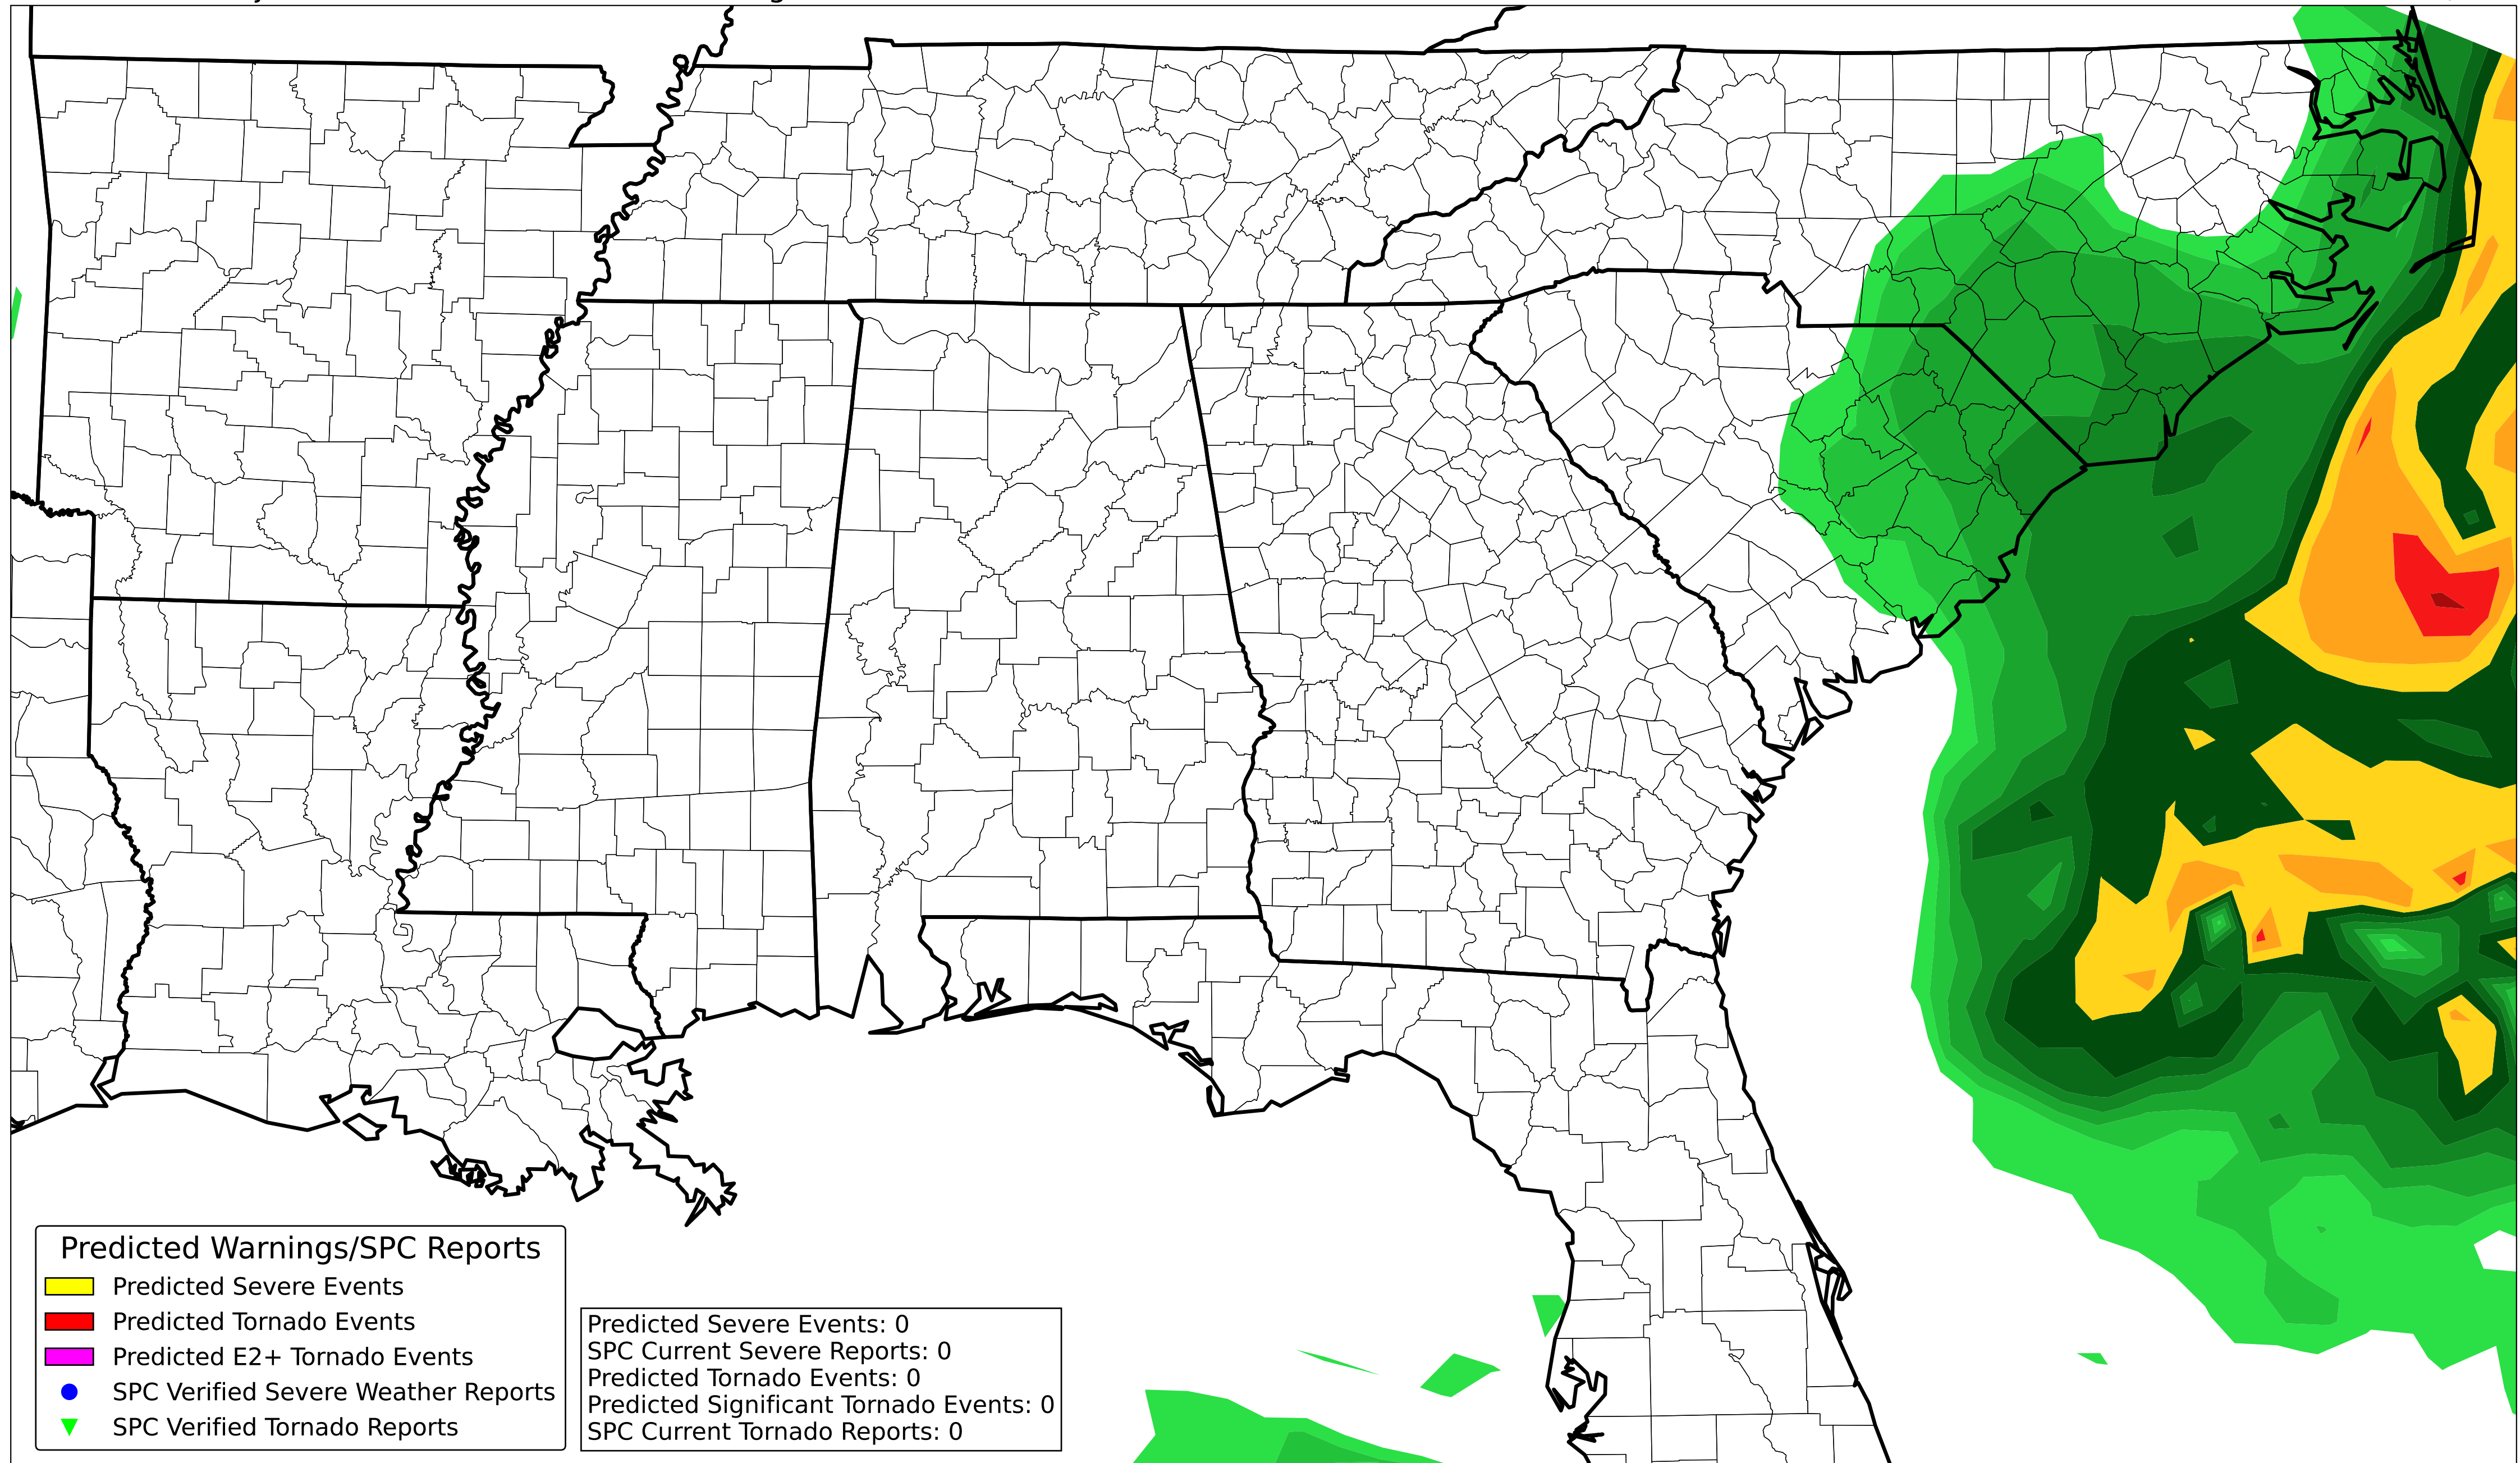 Predicted Warnings/SPC Reports
Predicted Severe Events
Predicted Tornado Events
Predicted E2+ Tornado Events
SPC Verified Severe Weather Reports
SPC Verified Tornado Reports
Predicted Severe Events: 0
SPC Current Severe Reports: 0
Predicted Tornado Events: 0
Predicted Significant Tornado Events: 0
SPC Current Tornado Reports: 0